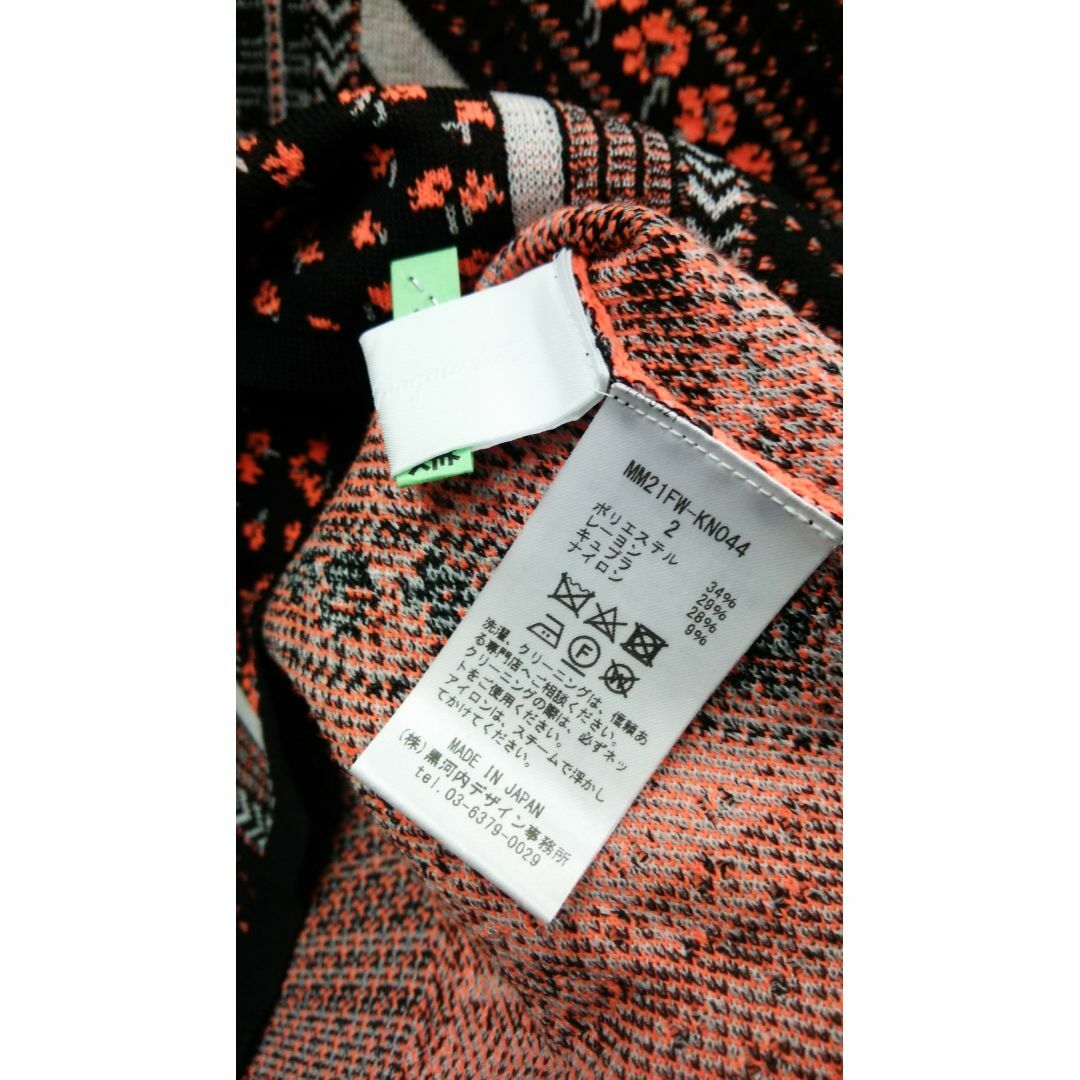 MM21FW-KN044
2
ポリエステル 34%
レーヨン 29%
キュプラ 28%
ナイロン 9%
洗濯、クリーニングは、信頼あ
る専門店へご相談ください。
クリーニングの際は、必ずネッ
トをご使用ください。
アイロンは、スチームで浮かし
てかけてください。
MADE IN JAPAN
(株)黒河内デザイン事務所
tel. 03-6379-0029